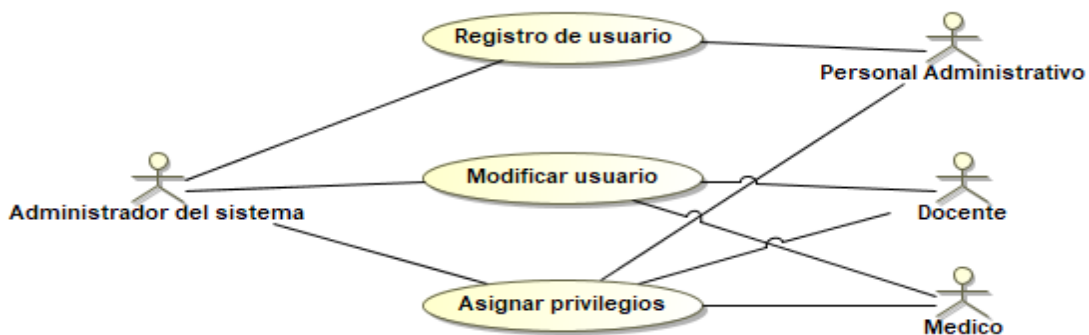 Registro de usuario
Personal Administrativo
Modificar usuario
Administrador del sistema
Docente
Asignar privilegios
Medico